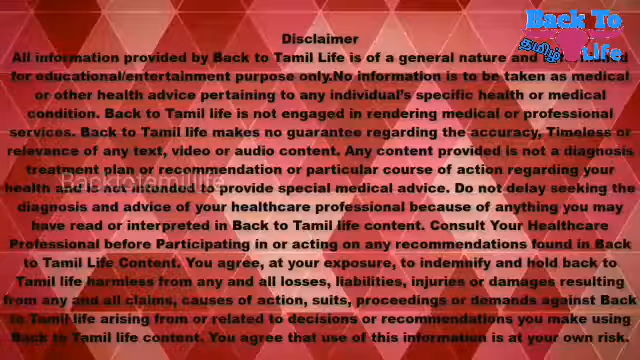 Back To
தமிழ் Life
Disclaimer
All information provided by Back to Tamil Life is of a general nature and
for educational/entertainment purpose only.No information is to be taken as medical
or other health advice pertaining to any individual's specific health or medical
condition. Back to Tamil life is not engaged in rendering medical or professional
services. Back to Tamil life makes no guarantee regarding the accuracy, Timeless or
relevance of any text, video or audio content. Any content provided is not a diagnosis
treatment plan or recommendation or particular course of action regarding your
health and is not intended to provide special medical advice. Do not delay seeking the
diagnosis and advice of your healthcare professional because of anything you may
have read or interpreted in Back to Tamil life content. Consult Your Healthcare
Professional before Participating in or acting on any recommendations found in Back
to Tamil Life Content. You agree, at your exposure, to indemnify and hold back to
Tamil life harmless from any and all losses, liabilities, injuries or damages resulting
from any and all claims, causes of action, suits, proceedings or demands against Back
to Tamil life arising from or related to decisions or recommendations you make using
Back to Tamil life content. You agree that use of this information is at your own risk.